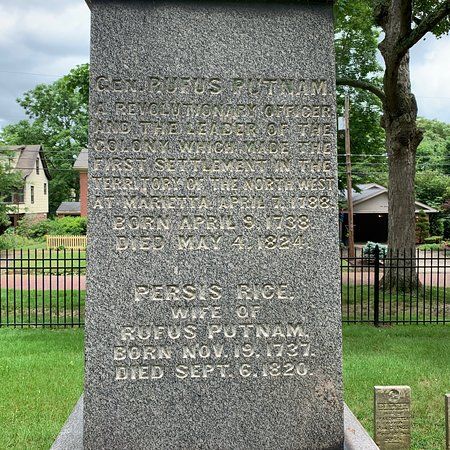 GEN. RUFUS PUTNAM,
A REVOLUTIONARY OFFICER
AND THE LEADER OF THE
COLONY WHICH MADE THE
FIRST SETTLEMENT IN THE
TERRITORY OF THE NORTH WEST
AT MARIETTA, APRIL 7, 1788.
BORN APRIL 9, 1738.
DIED MAY 4, 1824.
PERSIS RICE,
WIFE OF
RUFUS PUTNAM,
BORN NOV. 19, 1737.
DIED SEPT. 6, 1820.